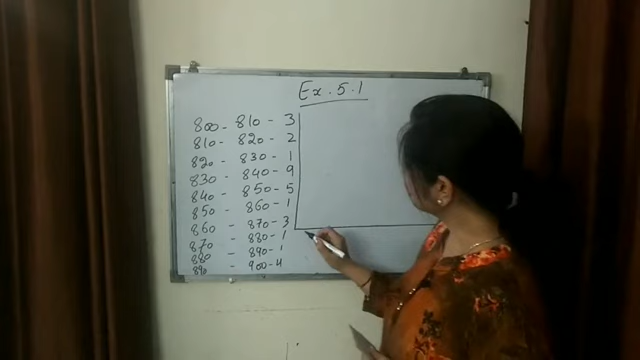 Ex. 5.1
800 - 810 - 3
810 - 820 - 2
820 - 830 - 1
830 - 840 - 9
840 - 850 - 5
850 - 860 - 1
860 - 870 - 3
870 - 880 - 1
880 - 890 - 1
890 - 900 - 4